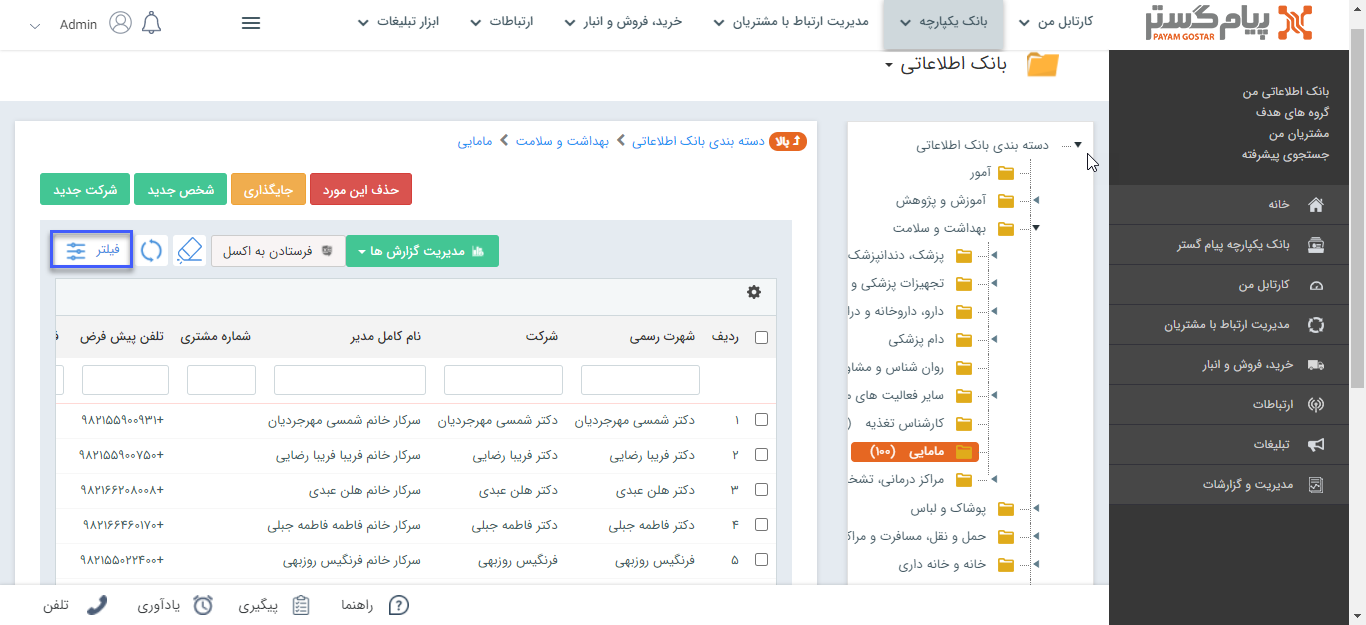 پیام گستر
PAYAM GOSTAR
کارتابل من
بانک یکپارچه
مدیریت ارتباط با مشتریان
خرید، فروش و انبار
ارتباطات
ابزار تبلیغات
Admin
بانک اطلاعاتی
بانک اطلاعاتی من
گروه های هدف
مشتریان من
جستجوی پیشرفته
خانه
بانک یکپارچه پیام گستر
کارتابل من
مدیریت ارتباط با مشتریان
خرید، فروش و انبار
ارتباطات
تبلیغات
مدیریت و گزارشات
دسته بندی بانک اطلاعاتی
آمور
آموزش و پژوهش
بهداشت و سلامت
پزشک، دندانپزشک
تجهیزات پزشکی و
دارو، داروخانه و
دام پزشکی
روان شناس و
سایر فعالیت های
کارشناس تغذیه
مامایی (۱۰۰)
مراکز درمانی،
پوشاک و لباس
حمل و نقل، مسافرت و
خانه و خانه داری
بالا دسته بندی بانک اطلاعاتی بهداشت و سلامت مامایی
حذف این مورد جایگذاری شخص جدید شرکت جدید
مدیریت گزارش ها فرستادن به اکسل فیلتر
ردیف شهرت رسمی شرکت نام کامل مدیر شماره مشتری تلفن پیش فرض
۱ دکتر شمسی مهرجردیان دکتر شمسی مهرجردیان سرکار خانم شمسی مهرجردیان +۹۸۲۱۵۵۹۰۰۹۳۱
۲ دکتر فریبا رضایی دکتر فریبا رضایی سرکار خانم فریبا فریبا رضایی +۹۸۲۱۵۵۹۰۰۷۵۰
۳ دکتر هلن عبدی دکتر هلن عبدی سرکار خانم هلن عبدی +۹۸۲۱۶۶۲۰۸۰۰۸
۴ دکتر فاطمه جبلی دکتر فاطمه جبلی سرکار خانم فاطمه فاطمه جبلی +۹۸۲۱۶۶۴۶۰۱۷۰
۵ فرنگیس روزبهی فرنگیس روزبهی سرکار خانم فرنگیس روزبهی +۹۸۲۱۵۵۰۲۲۴۰۰
راهنما پیگیری یادآوری تلفن